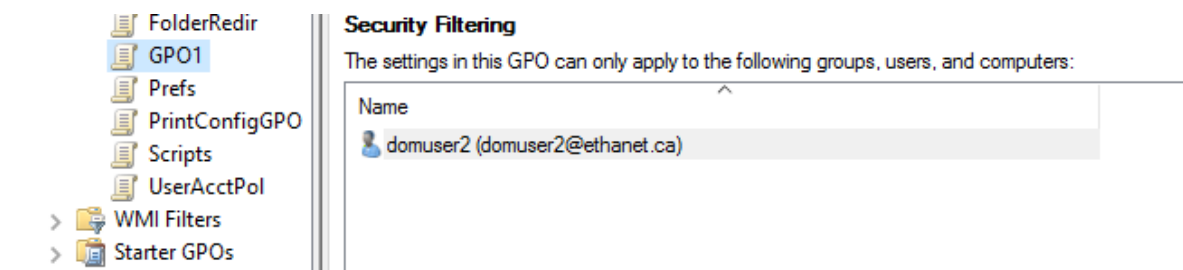 FolderRedir
GPO1
Prefs
PrintConfigGPO
Scripts
UserAcctPol
WMI Filters
Starter GPOs
Security Filtering
The settings in this GPO can only apply to the following groups, users, and computers:
Name
domuser2 (domuser2@ethanet.ca)